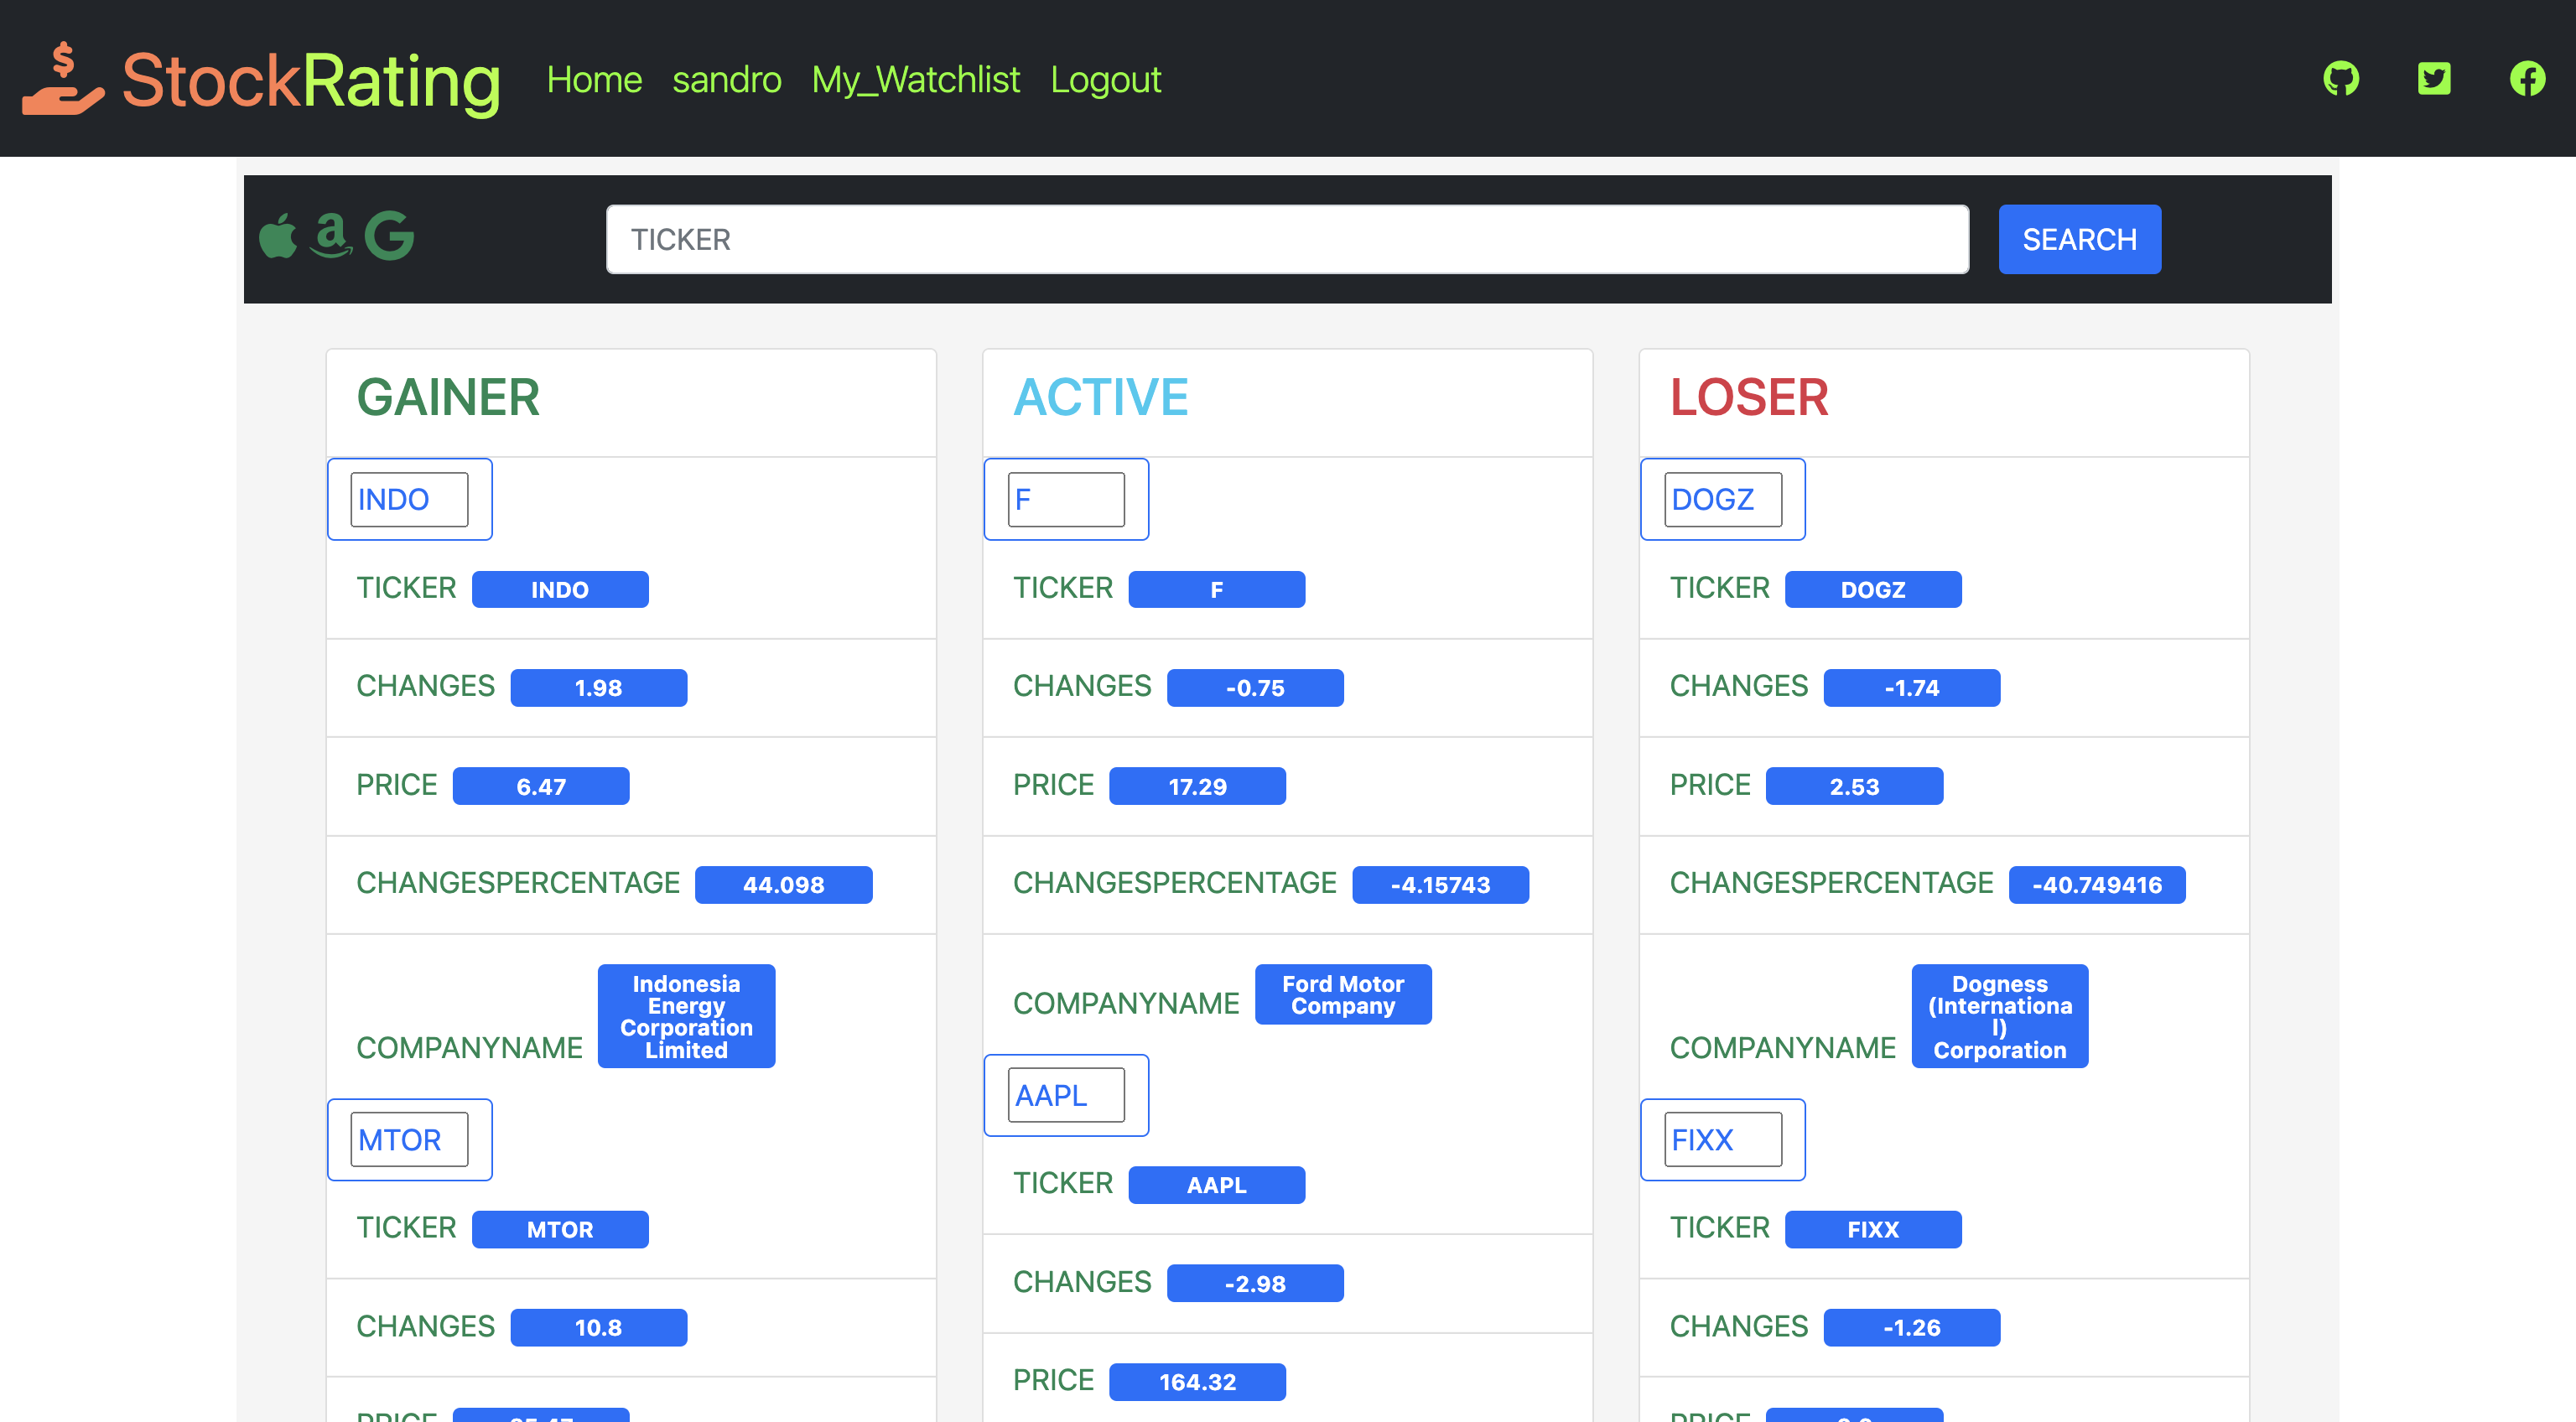 StockRating Home sandro My_Watchlist Logout
TICKER SEARCH
GAINER
INDO
TICKER INDO
CHANGES 1.98
PRICE 6.47
CHANGESPERCENTAGE 44.098
COMPANYNAME Indonesia
Energy
Corporation
Limited
MTOR
TICKER MTOR
CHANGES 10.8
PRICE
ACTIVE
F
TICKER F
CHANGES -0.75
PRICE 17.29
CHANGESPERCENTAGE -4.15743
COMPANYNAME Ford Motor
Company
AAPL
TICKER AAPL
CHANGES -2.98
PRICE 164.32
LOSER
DOGZ
TICKER DOGZ
CHANGES -1.74
PRICE 2.53
CHANGESPERCENTAGE -40.749416
COMPANYNAME Dogness
(Internationa
l)
Corporation
FIXX
TICKER FIXX
CHANGES -1.26
PRICE